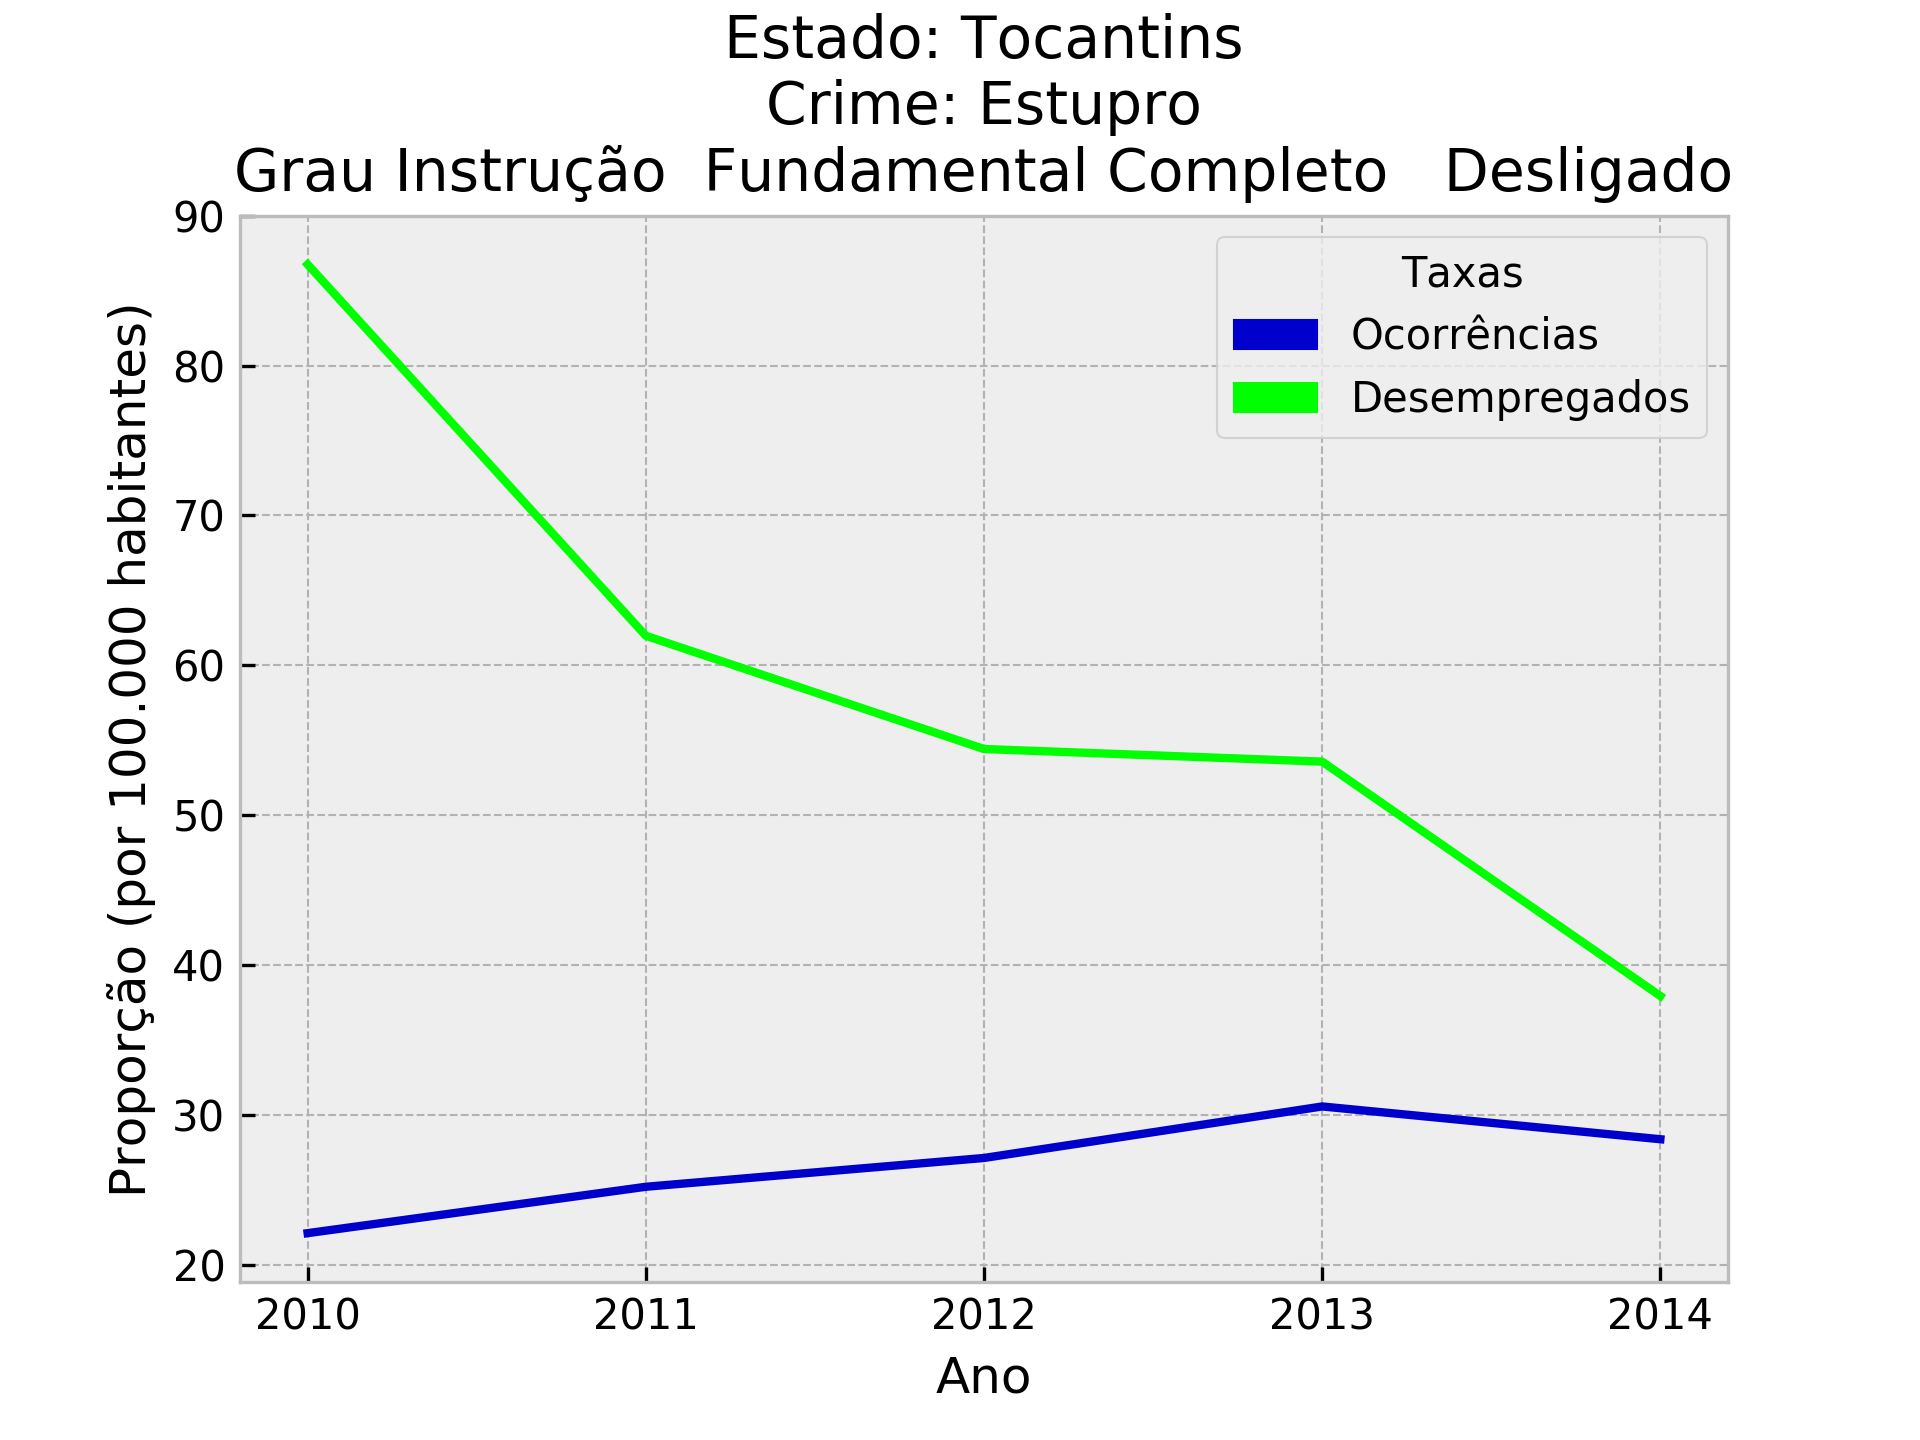 Estado: Tocantins
Crime: Estupro
Grau Instrução  Fundamental Completo   Desligado
90
80
70
60
50
40
30
20
Proporção (por 100.000 habitantes)
Taxas
Ocorrências
Desempregados
2010 2011 2012 2013 2014
Ano